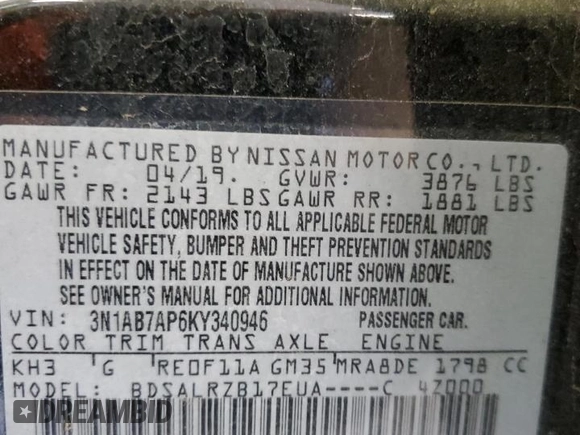 MANUFACTURED BY NISSAN MOTOR CO., LTD.
DATE: 04/19. GVWR: 3876 LBS
GAWR FR: 2143 LBS GAWR RR: 1881 LBS
THIS VEHICLE CONFORMS TO ALL APPLICABLE FEDERAL MOTOR
VEHICLE SAFETY, BUMPER AND THEFT PREVENTION STANDARDS
IN EFFECT ON THE DATE OF MANUFACTURE SHOWN ABOVE.
SEE OWNER'S MANUAL FOR ADDITIONAL INFORMATION.
VIN: 3N1AB7AP6KY340946 PASSENGER CAR.
COLOR TRIM TRANS AXLE ENGINE
KH3 G RE0F11A GM35 MRA8DE 1798 CC
MODEL: BDSALRZB17EUA----C 4Z000
DREAMBID